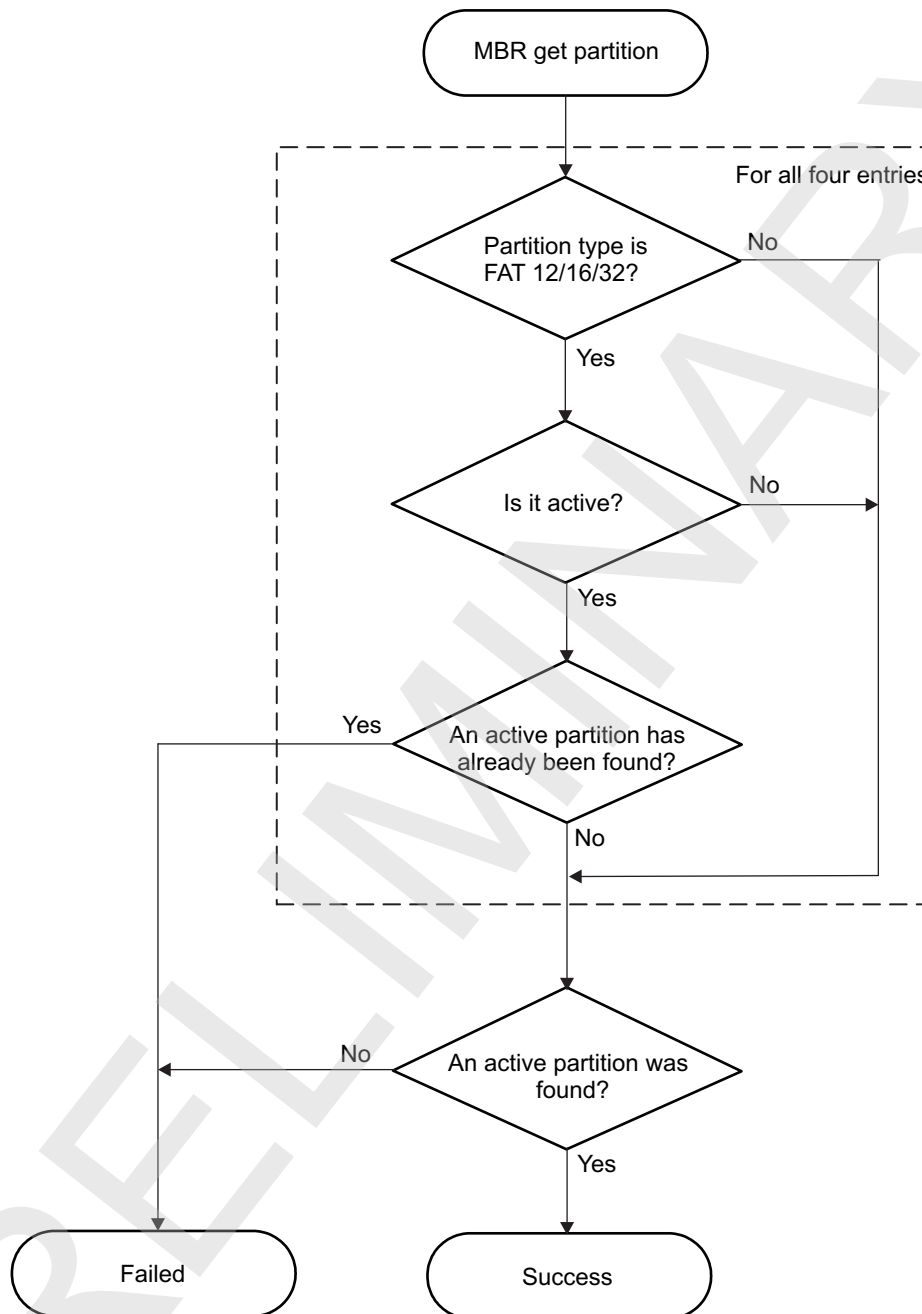 MBR get partition
For all four entries
Partition type is
FAT 12/16/32?
No
Yes
Is it active?
No
Yes
Yes
An active partition has
already been found?
No
No
An active partition was
found?
Yes
Failed
Success
RELIMINARY